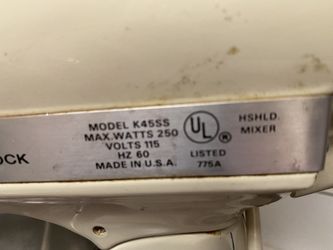 MODEL K45SS
MAX. WATTS 250
VOLTS 115
HZ 60
MADE IN U.S.A.
UL ®
LISTED
775A
HSHLD.
MIXER
OCK